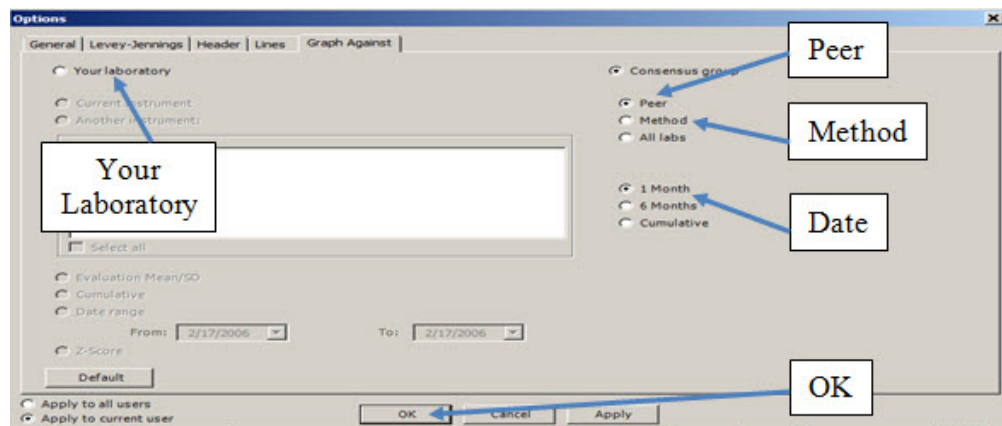 Options
General Levey-Jennings Header Lines Graph Against
Your laboratory
Current instrument
Another instrument:
Select all
Evaluation Mean/SD
Cumulative
Date range
From: 2/17/2006 To: 2/17/2006
Z-Score
Default
Consensus group
Peer
Method
All labs
1 Month
6 Months
Cumulative
Apply to all users
Apply to current user
OK Cancel Apply
Your
Laboratory
Peer
Method
Date
OK